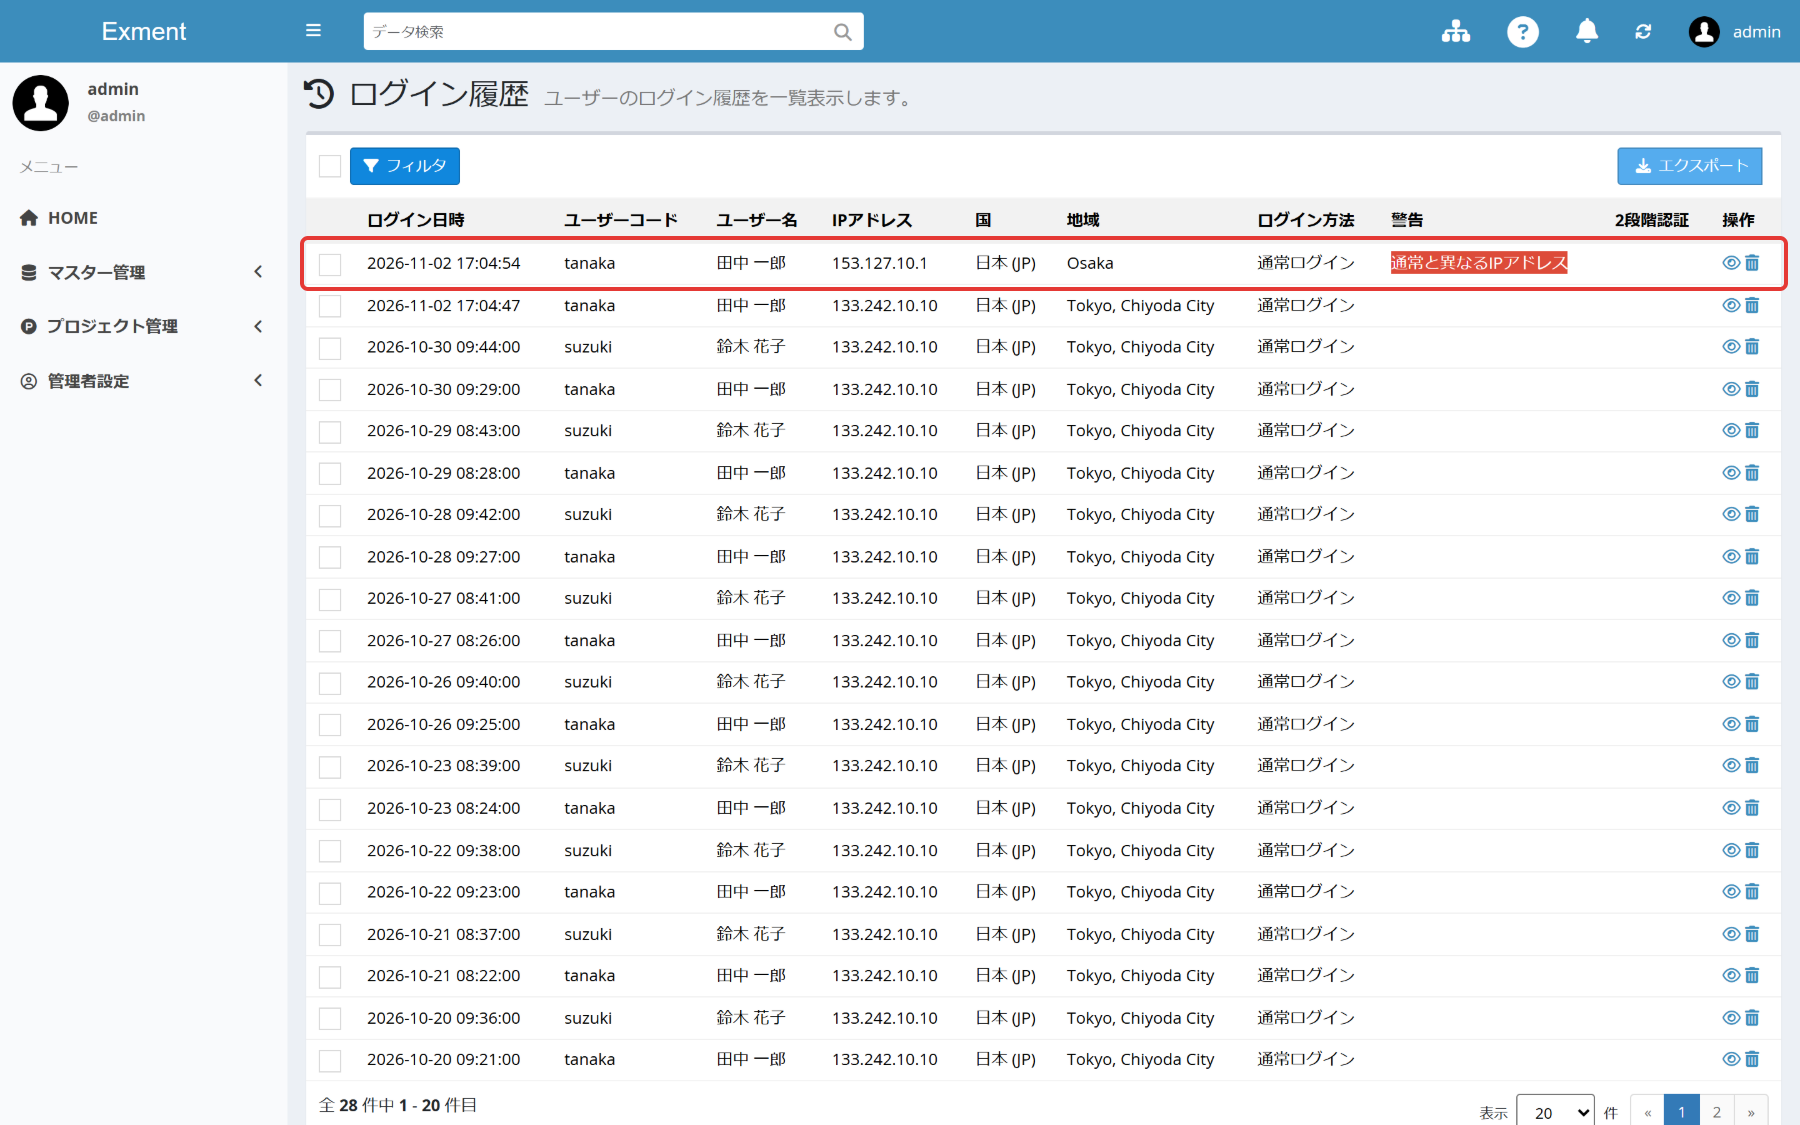 Exment
データ検索
admin
admin
@admin
メニュー
HOME
マスター管理
プロジェクト管理
管理者設定
ログイン履歴 ユーザーのログイン履歴を一覧表示します。
フィルタ
エクスポート
ログイン日時 ユーザーコード ユーザー名 IPアドレス 国 地域 ログイン方法 警告 2段階認証 操作
2026-11-02 17:04:54 tanaka 田中 一郎 153.127.10.1 日本 (JP) Osaka 通常ログイン 通常と異なるIPアドレス
2026-11-02 17:04:47 tanaka 田中 一郎 133.242.10.10 日本 (JP) Tokyo, Chiyoda City 通常ログイン
2026-10-30 09:44:00 suzuki 鈴木 花子 133.242.10.10 日本 (JP) Tokyo, Chiyoda City 通常ログイン
2026-10-30 09:29:00 tanaka 田中 一郎 133.242.10.10 日本 (JP) Tokyo, Chiyoda City 通常ログイン
2026-10-29 08:43:00 suzuki 鈴木 花子 133.242.10.10 日本 (JP) Tokyo, Chiyoda City 通常ログイン
2026-10-29 08:28:00 tanaka 田中 一郎 133.242.10.10 日本 (JP) Tokyo, Chiyoda City 通常ログイン
2026-10-28 09:42:00 suzuki 鈴木 花子 133.242.10.10 日本 (JP) Tokyo, Chiyoda City 通常ログイン
2026-10-28 09:27:00 tanaka 田中 一郎 133.242.10.10 日本 (JP) Tokyo, Chiyoda City 通常ログイン
2026-10-27 08:41:00 suzuki 鈴木 花子 133.242.10.10 日本 (JP) Tokyo, Chiyoda City 通常ログイン
2026-10-27 08:26:00 tanaka 田中 一郎 133.242.10.10 日本 (JP) Tokyo, Chiyoda City 通常ログイン
2026-10-26 09:40:00 suzuki 鈴木 花子 133.242.10.10 日本 (JP) Tokyo, Chiyoda City 通常ログイン
2026-10-26 09:25:00 tanaka 田中 一郎 133.242.10.10 日本 (JP) Tokyo, Chiyoda City 通常ログイン
2026-10-23 08:39:00 suzuki 鈴木 花子 133.242.10.10 日本 (JP) Tokyo, Chiyoda City 通常ログイン
2026-10-23 08:24:00 tanaka 田中 一郎 133.242.10.10 日本 (JP) Tokyo, Chiyoda City 通常ログイン
2026-10-22 09:38:00 suzuki 鈴木 花子 133.242.10.10 日本 (JP) Tokyo, Chiyoda City 通常ログイン
2026-10-22 09:23:00 tanaka 田中 一郎 133.242.10.10 日本 (JP) Tokyo, Chiyoda City 通常ログイン
2026-10-21 08:37:00 suzuki 鈴木 花子 133.242.10.10 日本 (JP) Tokyo, Chiyoda City 通常ログイン
2026-10-21 08:22:00 tanaka 田中 一郎 133.242.10.10 日本 (JP) Tokyo, Chiyoda City 通常ログイン
2026-10-20 09:36:00 suzuki 鈴木 花子 133.242.10.10 日本 (JP) Tokyo, Chiyoda City 通常ログイン
2026-10-20 09:21:00 tanaka 田中 一郎 133.242.10.10 日本 (JP) Tokyo, Chiyoda City 通常ログイン
全 28 件中 1 - 20 件目
表示 20 件 « 1 2 »